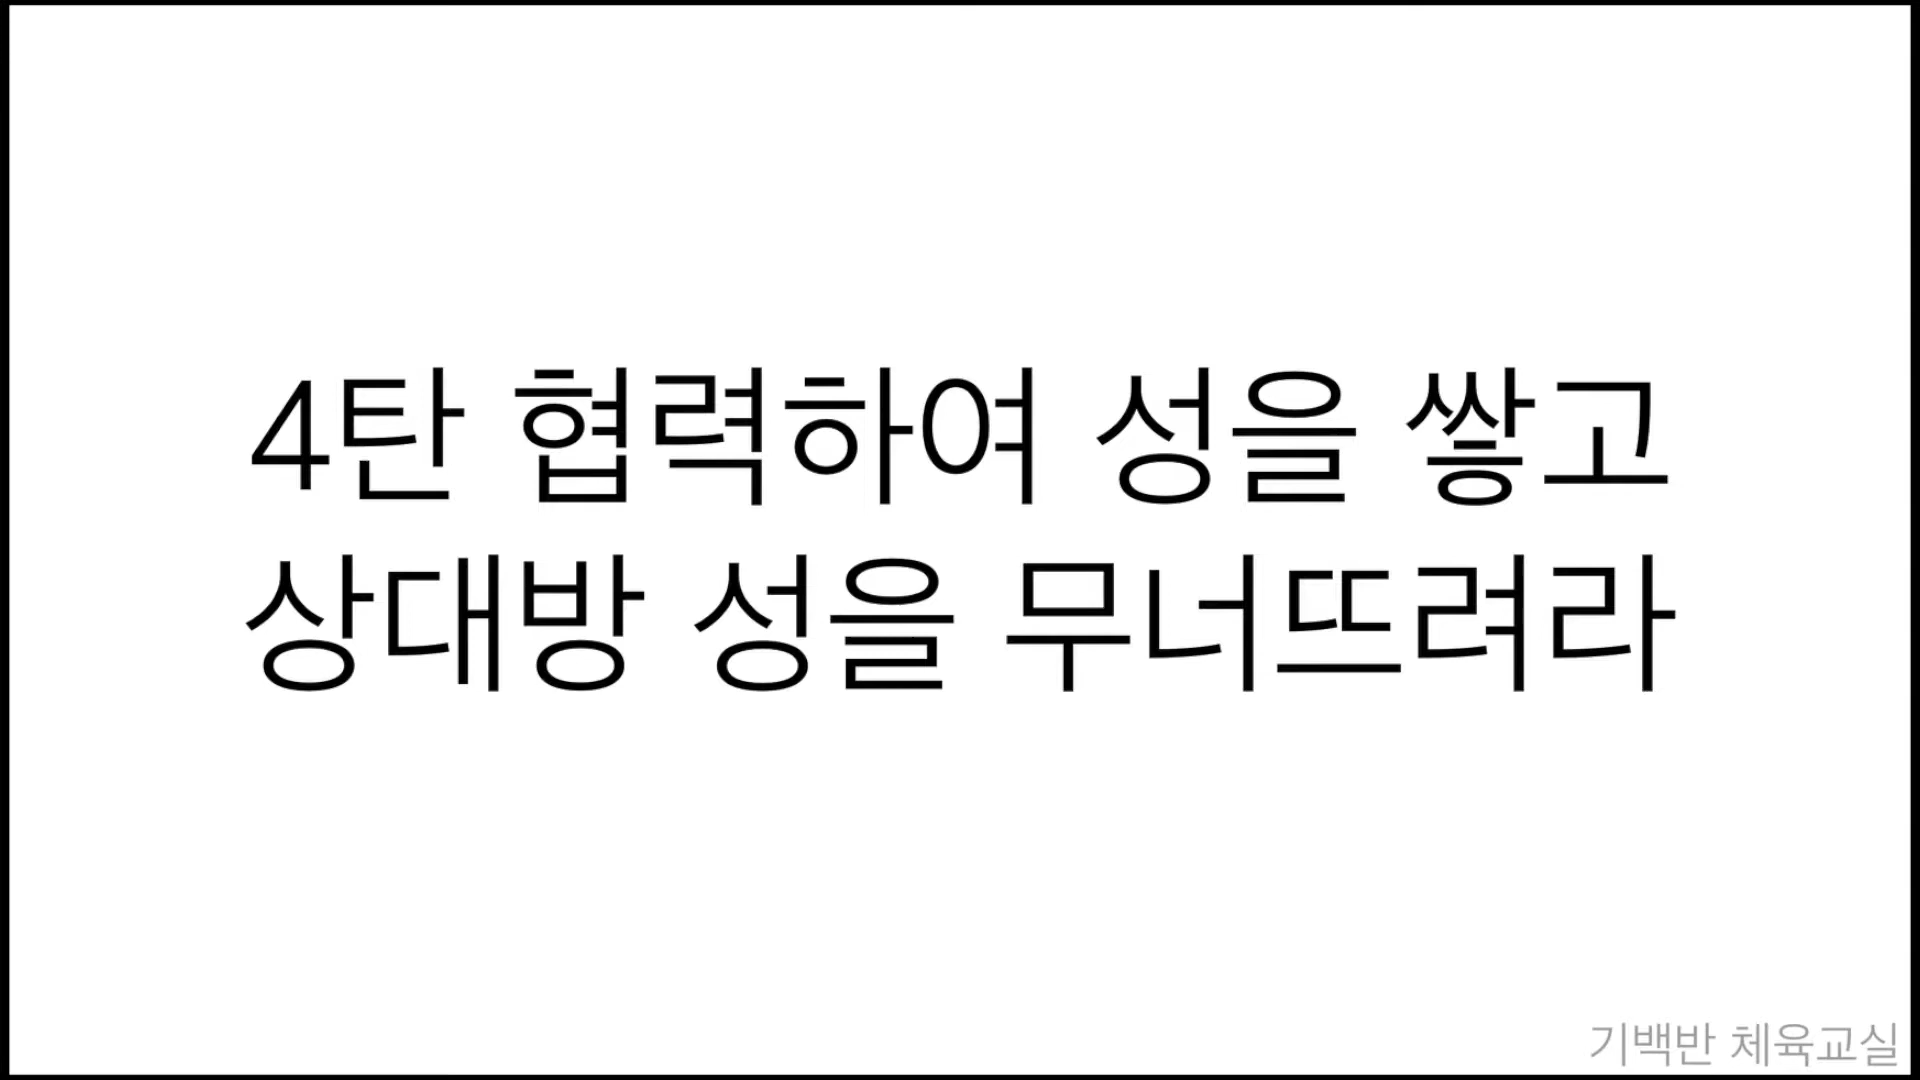 4탄 협력하여 성을 쌓고
상대방 성을 무너뜨려라
기백반 체육교실